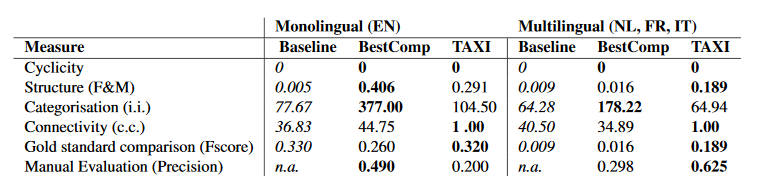 Monolingual (EN) Multilingual (NL, FR, IT)
Measure Baseline BestComp TAXI Baseline BestComp TAXI
Cyclicity 0 0 0 0 0 0
Structure (F&M) 0.005 0.406 0.291 0.009 0.016 0.189
Categorisation (i.i.) 77.67 377.00 104.50 64.28 178.22 64.94
Connectivity (c.c.) 36.83 44.75 1 .00 40.50 34.89 1.00
Gold standard comparison (Fscore) 0.330 0.260 0.320 0.009 0.016 0.189
Manual Evaluation (Precision) n.a. 0.490 0.200 n.a. 0.298 0.625